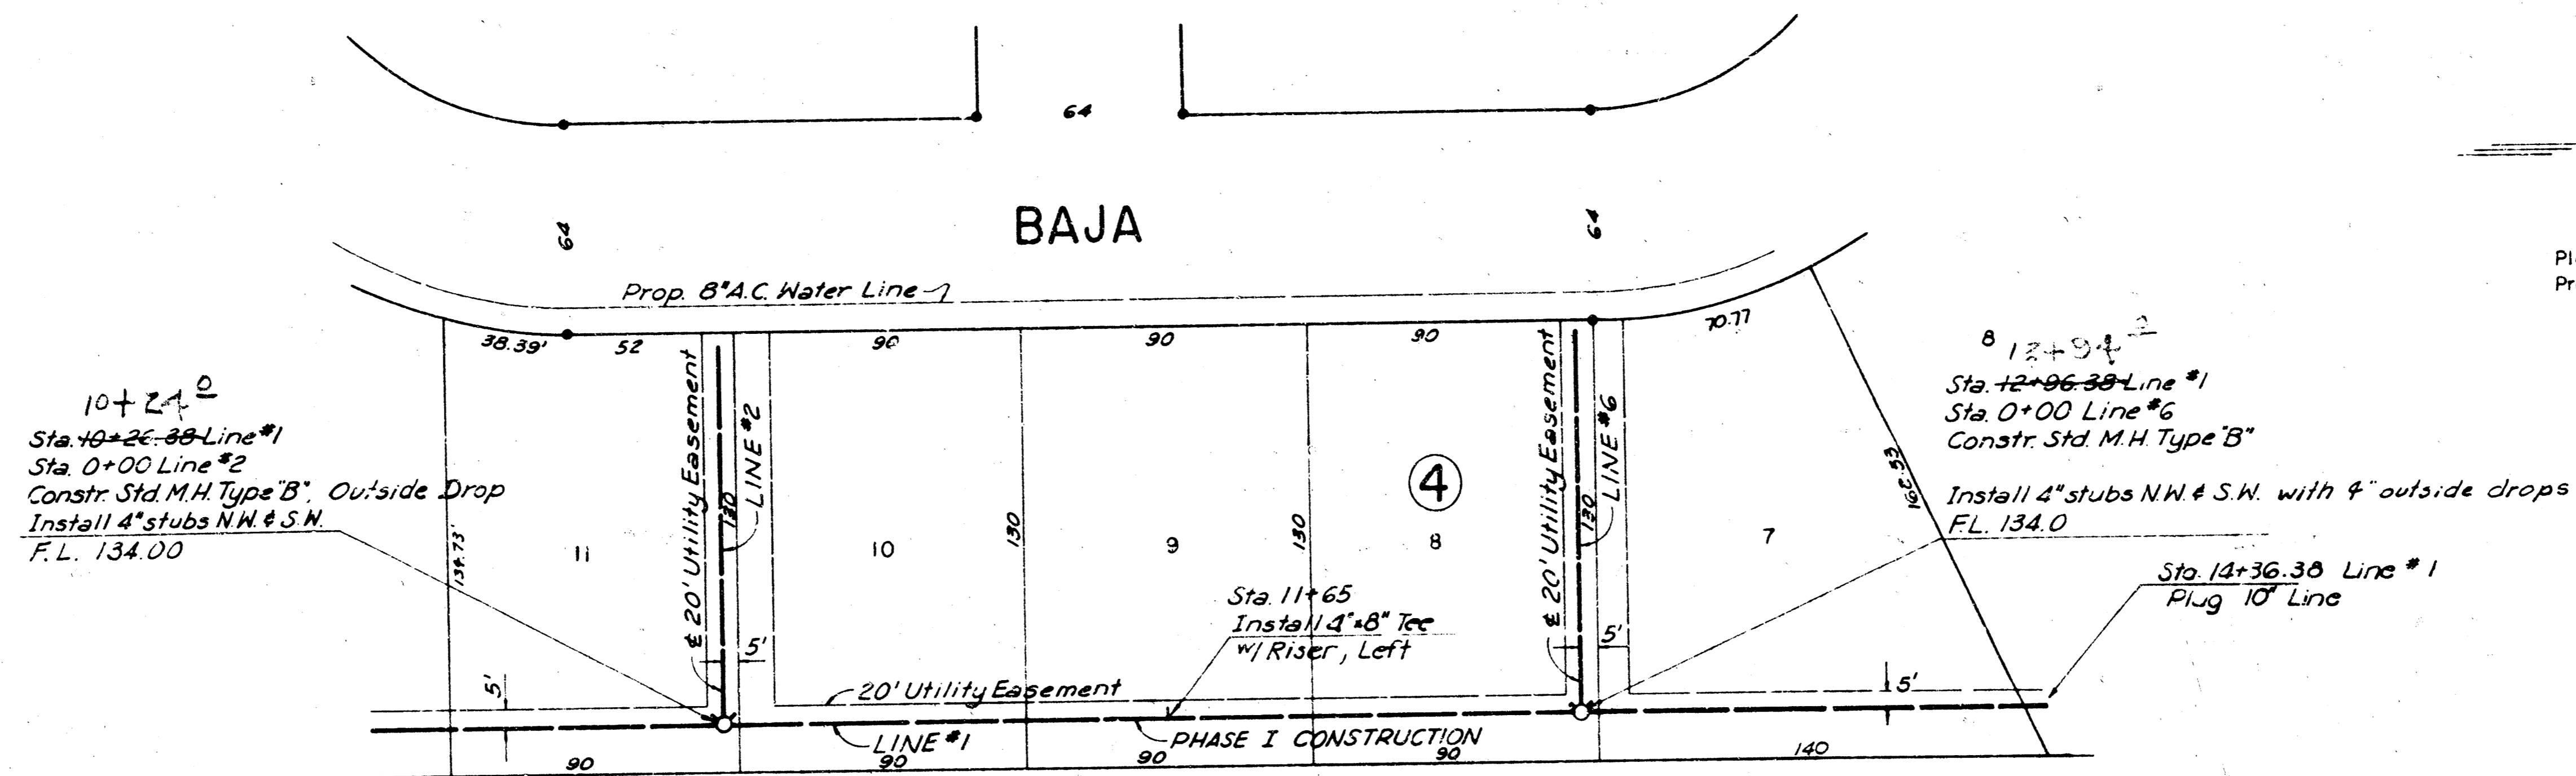 64
BAJA
64
64
Prop. 8" A.C. Water Line
38.39'
52
90
90
90
70.77
10+24 0
Sta. 10+26.38 Line #1
Sta. 0+00 Line #2
Constr. Std. M.H. Type "B", Outside Drop
Install 4" stubs N.W. & S.W.
F.L. 134.00
134.73'
11
℄ 20' Utility Easement
130
LINE #2
5'
10
130
9
130
④
8
℄ 20' Utility Easement
130
LINE #6
5'
7
162.53
8
Sta. 12+96.38 Line #1
Sta. 0+00 Line #6
Constr. Std. M.H. Type "B"
Install 4" stubs N.W. & S.W. with 4" outside drops
F.L. 134.0
Sta. 14+36.38 Line #1
Plug 10" Line
Sta. 11+65
Install 4"x8" Tee
w/ Riser, Left
5'
20' Utility Easement
5'
LINE #1
PHASE I CONSTRUCTION
90
90
90
90
140
Pl
Pr